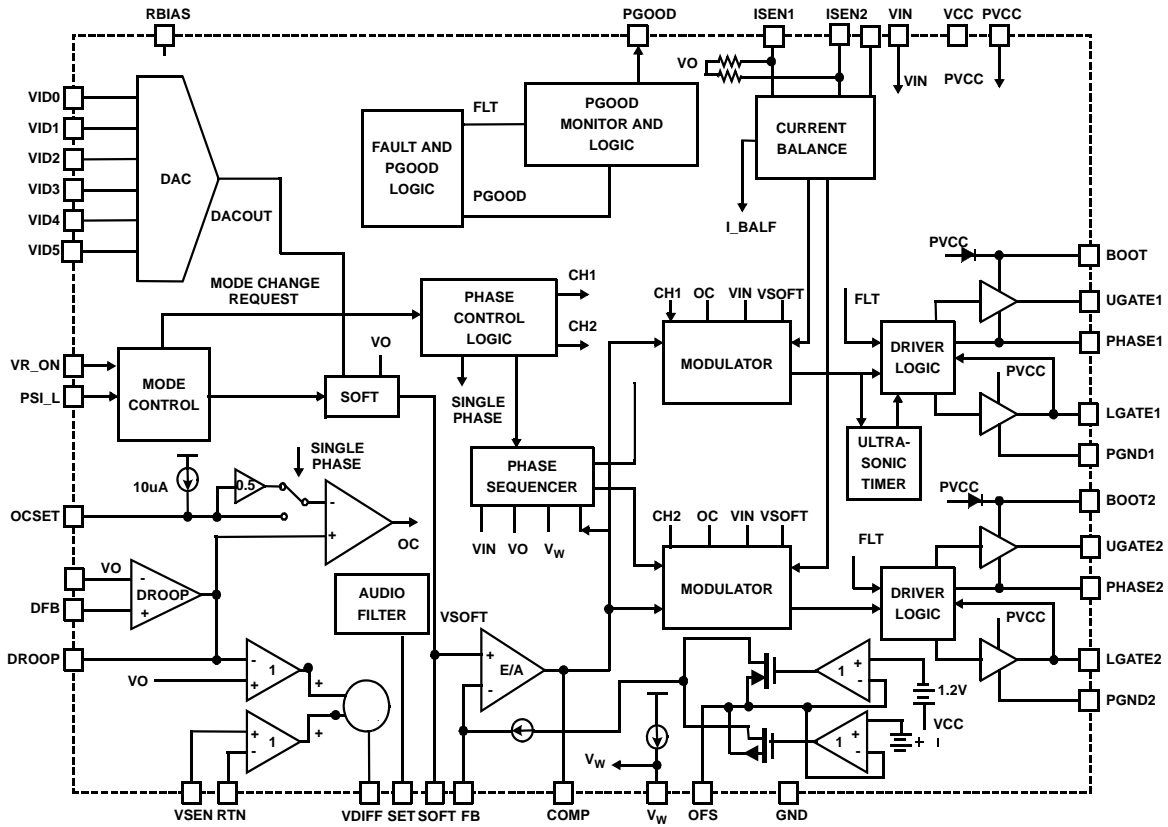 RBIAS
PGOOD
ISEN1
ISEN2
VIN
VCC
PVCC
VO
VIN
PVCC
VID0
VID1
VID2
VID3
VID4
VID5
DAC
DACOUT
FLT
FAULT AND
PGOOD
LOGIC
PGOOD
PGOOD
MONITOR AND
LOGIC
CURRENT
BALANCE
I_BALF
MODE CHANGE
REQUEST
PHASE
CONTROL
LOGIC
CH1
CH2
SINGLE
PHASE
VR_ON
PSI_L
MODE
CONTROL
VO
SOFT
CH1
OC
VIN
VSOFT
MODULATOR
FLT
DRIVER
LOGIC
PVCC
BOOT
UGATE1
PHASE1
PVCC
LGATE1
PGND1
ULTRA-
SONIC
TIMER
PHASE
SEQUENCER
VIN
VO
VW
10uA
0.5
SINGLE
PHASE
-
+
OC
OCSET
VO
-
+
DROOP
DFB
DROOP
VO
-
+
1
+
+
-
1
+
AUDIO
FILTER
VSOFT
+
-
E/A
CH2
OC
VIN
VSOFT
MODULATOR
FLT
DRIVER
LOGIC
PVCC
BOOT2
UGATE2
PHASE2
PVCC
LGATE2
PGND2
1
+
-
1.2V
VCC
1
+
-
+
I
VW
VSEN
RTN
VDIFF
SET
SOFT
FB
COMP
VW
OFS
GND